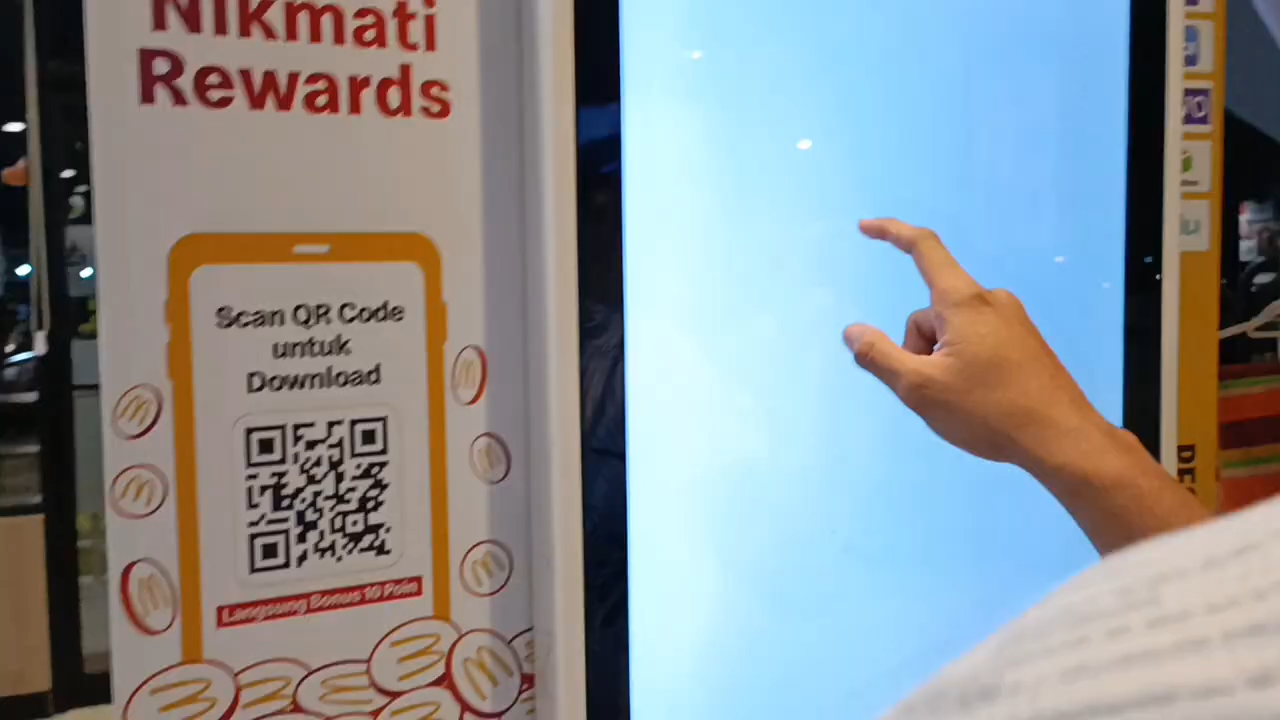 Nikmati
Rewards
Scan QR Code
untuk
Download
Langsung Bonus 10 Poin